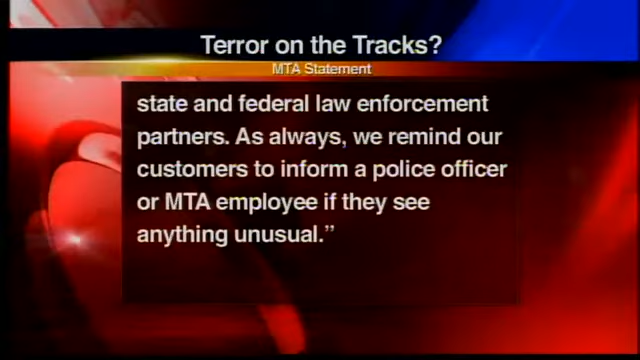 Terror on the Tracks?
MTA Statement
state and federal law enforcement
partners. As always, we remind our
customers to inform a police officer
or MTA employee if they see
anything unusual.”